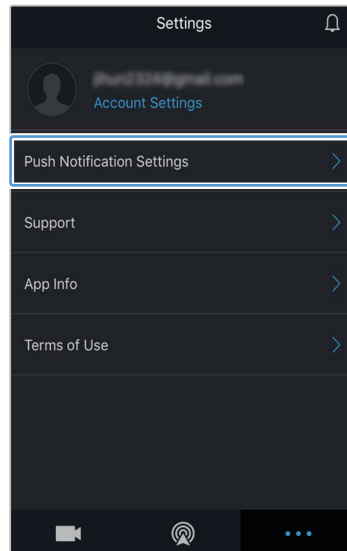 Settings
Account Settings
Push Notification Settings
Support
App Info
Terms of Use